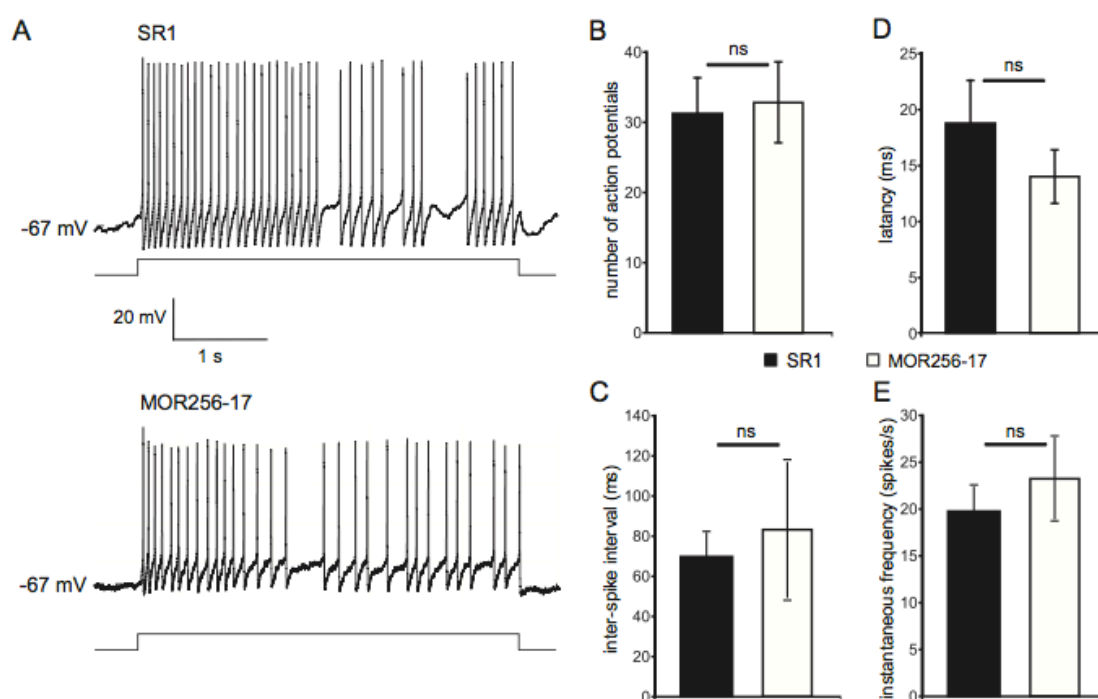 A
SR1
-67 mV
20 mV
1 s
MOR256-17
-67 mV
B
number of action potentials
40
30
20
10
0
ns
D
latancy (ms)
25
20
15
10
5
0
ns
SR1
MOR256-17
C
inter-spike interval (ms)
140
120
100
80
60
40
20
0
ns
E
instantaneous frequency (spikes/s)
30
25
20
15
10
5
0
ns